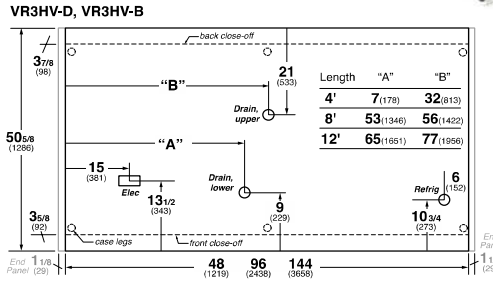 VR3HV-D, VR3HV-B
back close-off
3 7/8
(98)
21
(533)
Length "A" "B"
4' 7(178) 32(813)
8' 53(1346) 56(1422)
12' 65(1651) 77(1956)
"B"
Drain,
upper
50 5/8
(1286)
"A"
15
(381)
Elec
13 1/2
(343)
Drain,
lower
9
(229)
6
(152)
Refrig
10 3/4
(273)
3 5/8
(92)
case legs
front close-off
End
Panel
1 1/8
(29)
48
(1219)
96
(2438)
144
(3658)